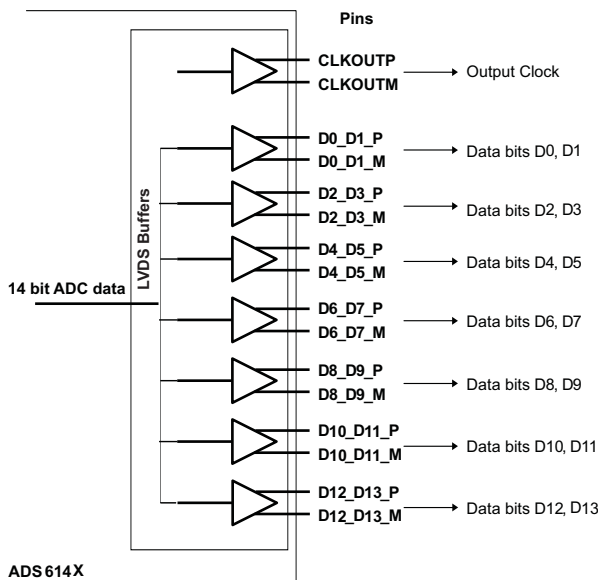 Pins
CLKOUTP
CLKOUTM
Output Clock
D0_D1_P
D0_D1_M
Data bits D0, D1
D2_D3_P
D2_D3_M
Data bits D2, D3
D4_D5_P
D4_D5_M
Data bits D4, D5
LVDS Buffers
14 bit ADC data
D6_D7_P
D6_D7_M
Data bits D6, D7
D8_D9_P
D8_D9_M
Data bits D8, D9
D10_D11_P
D10_D11_M
Data bits D10, D11
D12_D13_P
D12_D13_M
Data bits D12, D13
ADS614X